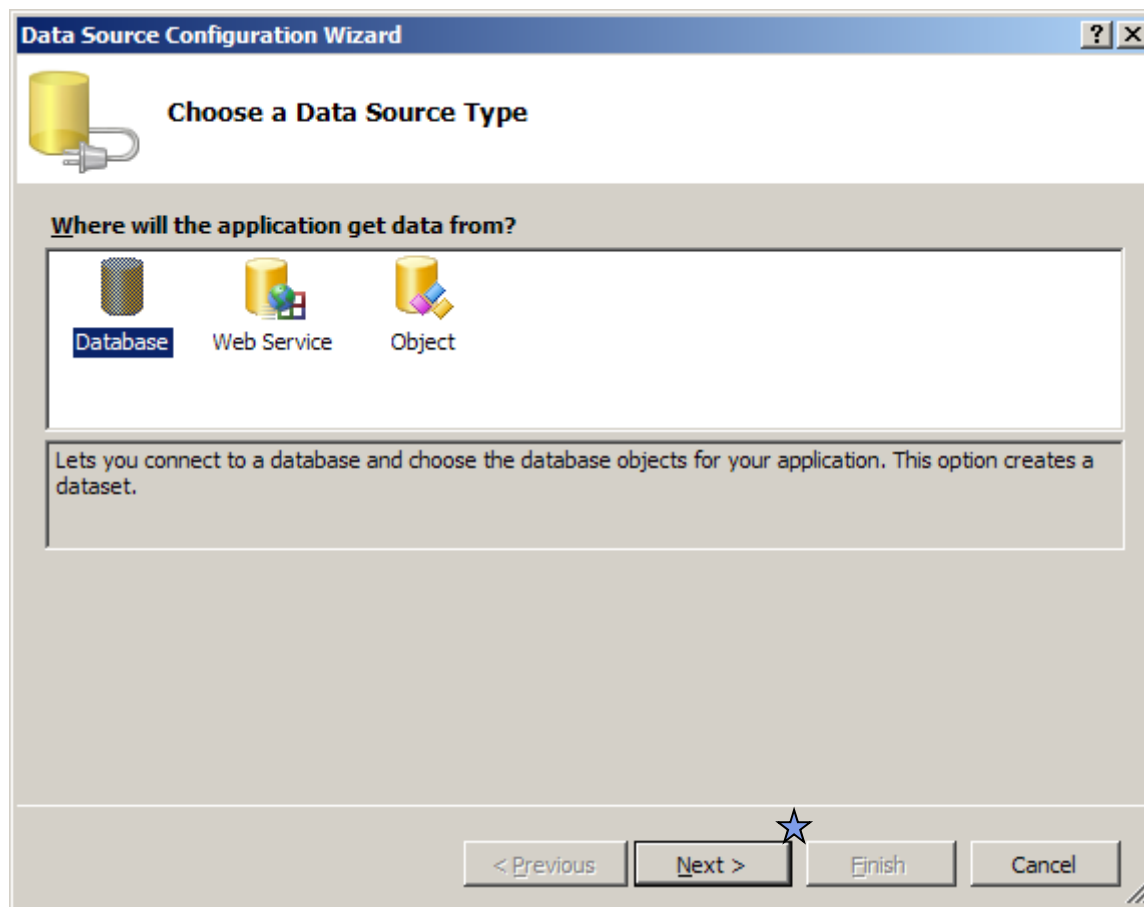 Data Source Configuration Wizard
Choose a Data Source Type
Where will the application get data from?
Database Web Service Object
Lets you connect to a database and choose the database objects for your application. This option creates a
dataset.
< Previous Next > Finish Cancel